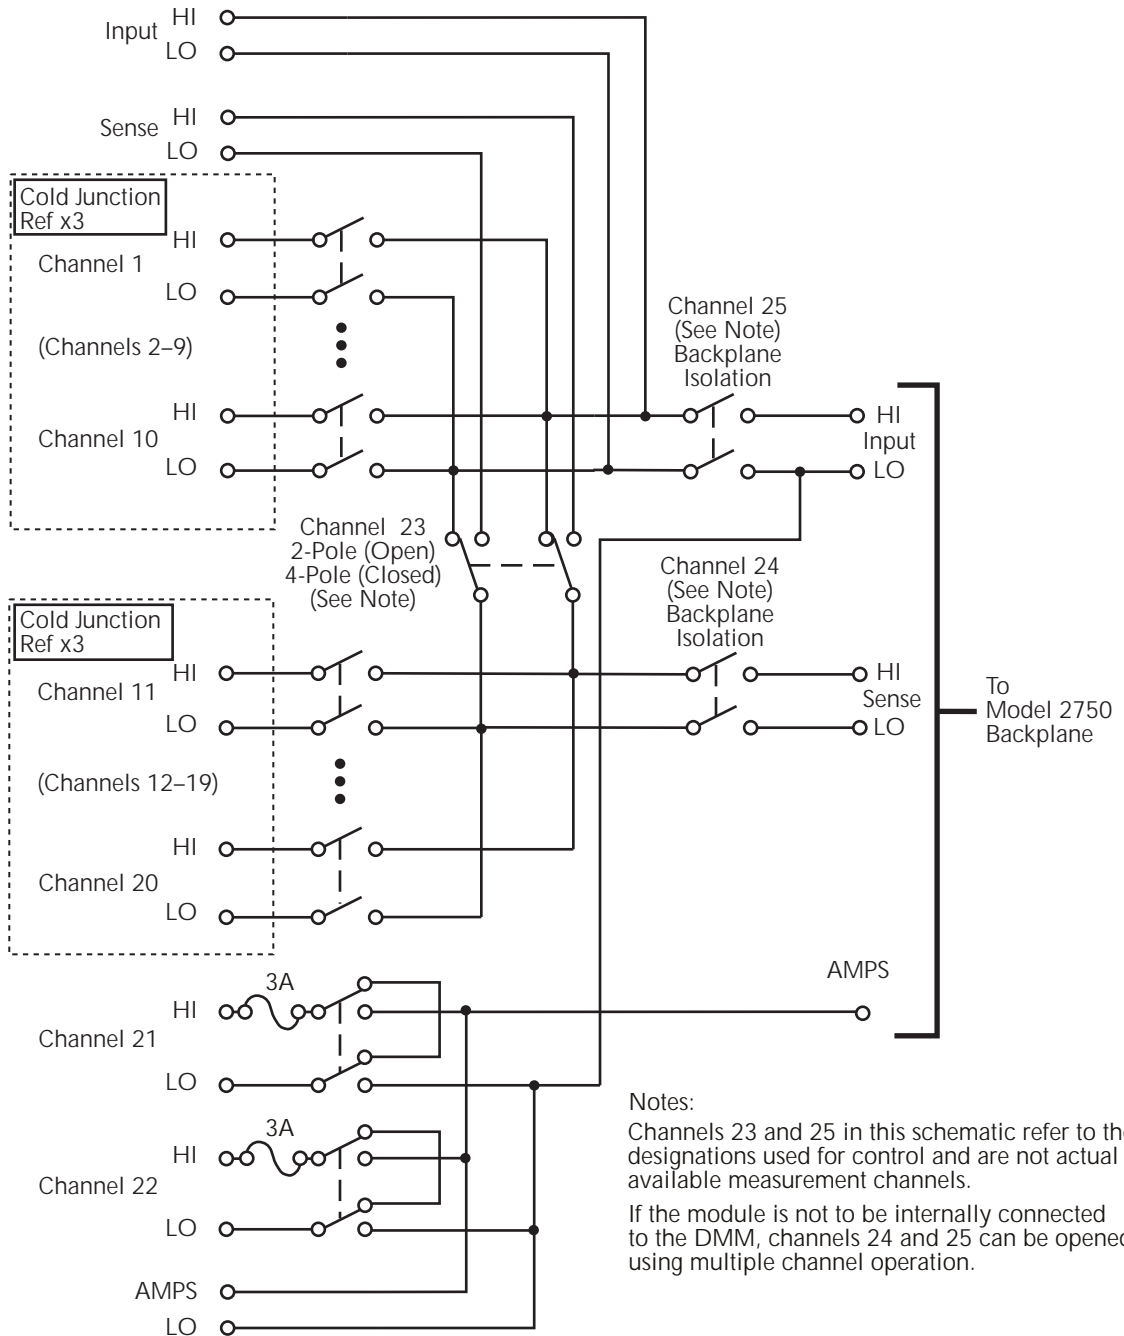 Input
HI
LO
Sense
HI
LO
Cold Junction
Ref x3
HI
Channel 1
LO
(Channels 2–9)
HI
Channel 10
LO
Channel 25
(See Note)
Backplane
Isolation
HI
Input
LO
Channel 23
2-Pole (Open)
4-Pole (Closed)
(See Note)
Channel 24
(See Note)
Backplane
Isolation
Cold Junction
Ref x3
HI
Channel 11
LO
(Channels 12–19)
HI
Channel 20
LO
HI
Sense
LO
To
Model 2750
Backplane
AMPS
3A
HI
Channel 21
LO
3A
HI
Channel 22
LO
AMPS
LO
Notes:
Channels 23 and 25 in this schematic refer to the
designations used for control and are not actual
available measurement channels.
If the module is not to be internally connected
to the DMM, channels 24 and 25 can be opened
using multiple channel operation.